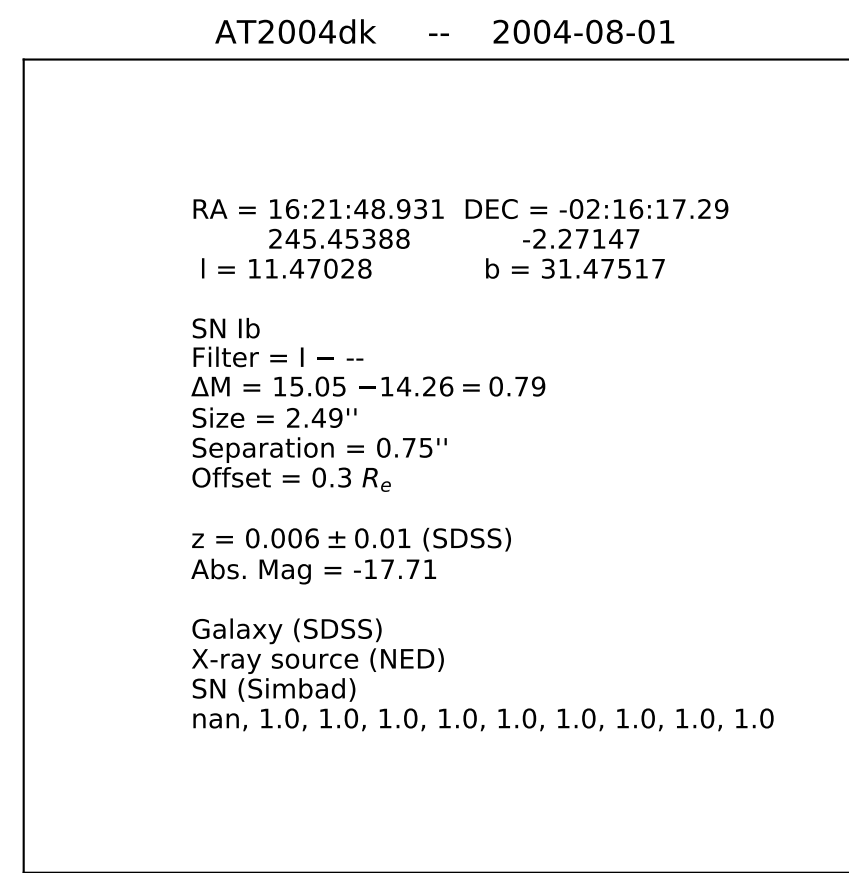 AT2004dk -- 2004-08-01
RA = 16:21:48.931 DEC = -02:16:17.29
245.45388 -2.27147
l = 11.47028 b = 31.47517
SN Ib
Filter = I − --
ΔM = 15.05 −14.26 = 0.79
Size = 2.49''
Separation = 0.75''
Offset = 0.3 Rₑ
z = 0.006 ± 0.01 (SDSS)
Abs. Mag = -17.71
Galaxy (SDSS)
X-ray source (NED)
SN (Simbad)
nan, 1.0, 1.0, 1.0, 1.0, 1.0, 1.0, 1.0, 1.0, 1.0